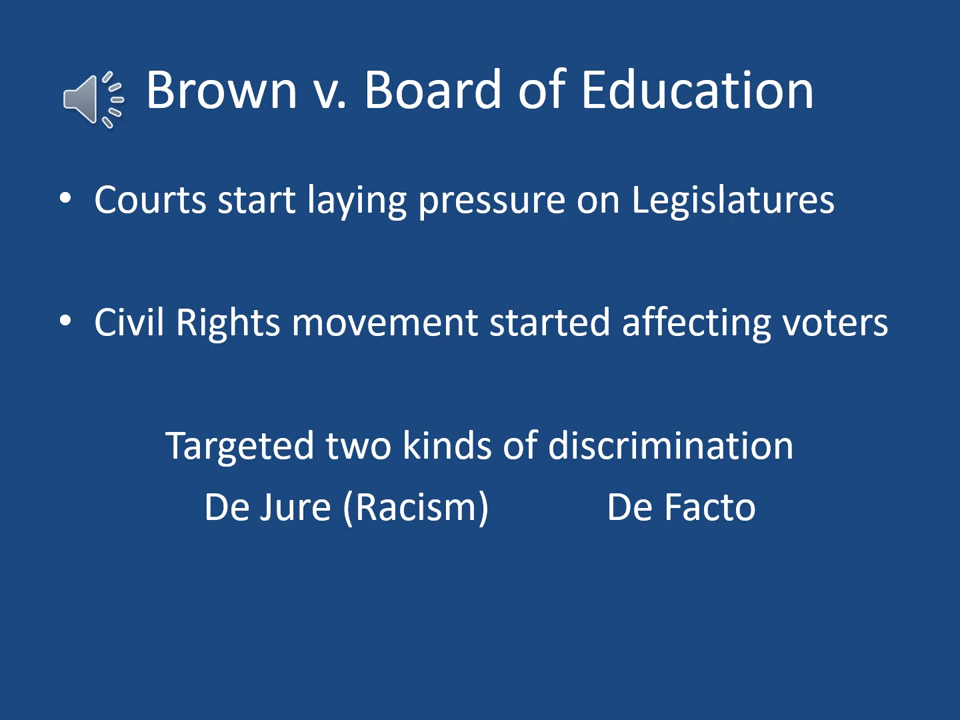 Brown v. Board of Education
• Courts start laying pressure on Legislatures
• Civil Rights movement started affecting voters
Targeted two kinds of discrimination
De Jure (Racism) De Facto